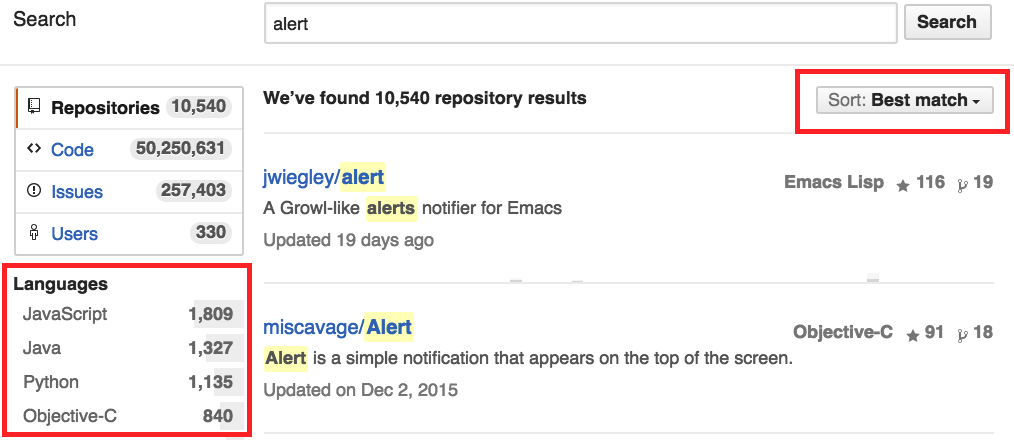 Search
alert
Search
Repositories 10,540
Code 50,250,631
Issues 257,403
Users 330
Languages
JavaScript 1,809
Java 1,327
Python 1,135
Objective-C 840
We've found 10,540 repository results
Sort: Best match
jwiegley/alert
Emacs Lisp 116 19
A Growl-like alerts notifier for Emacs
Updated 19 days ago
miscavage/Alert
Objective-C 91 18
Alert is a simple notification that appears on the top of the screen.
Updated on Dec 2, 2015